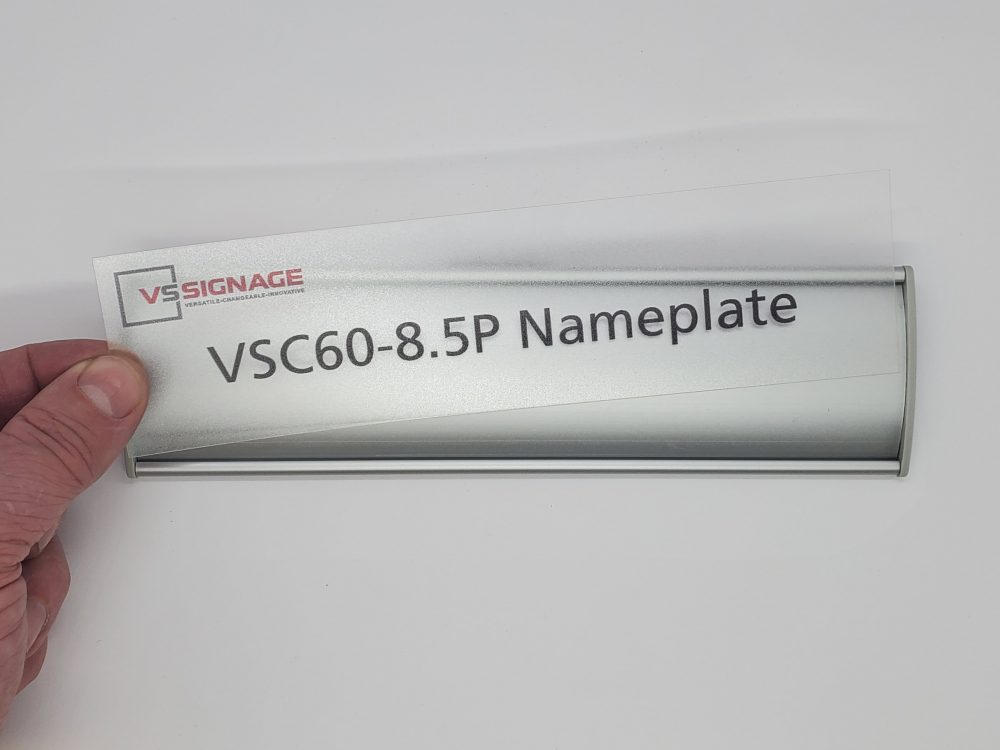 VSSIGNAGE
VERSATILE-CHANGEABLE-INNOVATIVE
VSC60-8.5P Nameplate